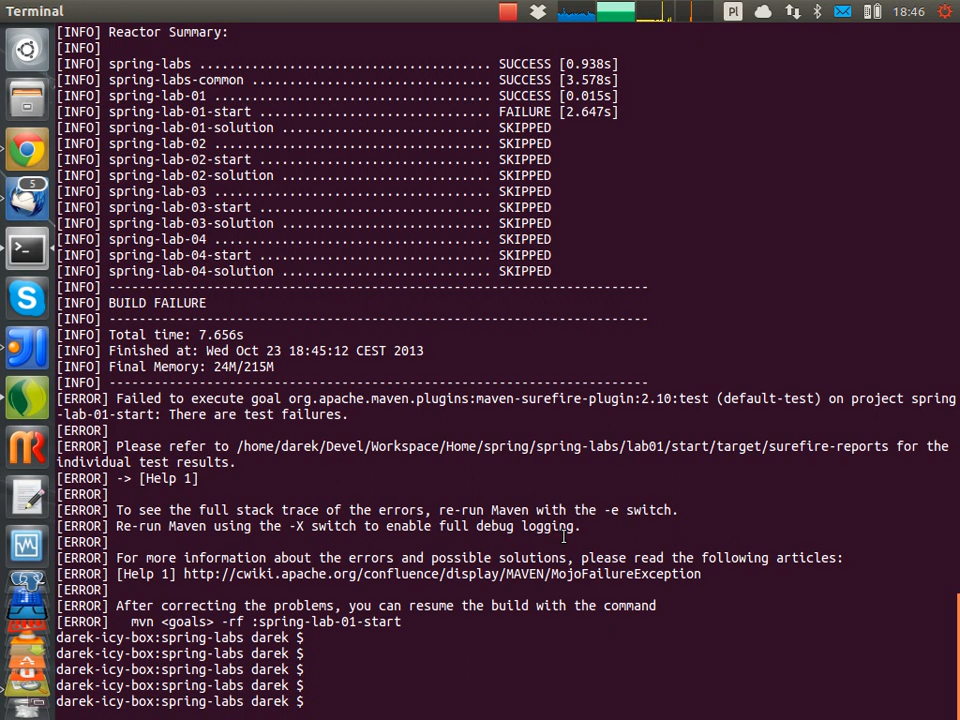 Terminal
Pl
18:46
[INFO] Reactor Summary:
[INFO]
[INFO] spring-labs ....................................... SUCCESS [0.938s]
[INFO] spring-labs-common ................................ SUCCESS [3.578s]
[INFO] spring-lab-01 ..................................... SUCCESS [0.015s]
[INFO] spring-lab-01-start ............................... FAILURE [2.647s]
[INFO] spring-lab-01-solution ............................ SKIPPED
[INFO] spring-lab-02 ..................................... SKIPPED
[INFO] spring-lab-02-start ............................... SKIPPED
[INFO] spring-lab-02-solution ............................ SKIPPED
[INFO] spring-lab-03 ..................................... SKIPPED
[INFO] spring-lab-03-start ............................... SKIPPED
[INFO] spring-lab-03-solution ............................ SKIPPED
[INFO] spring-lab-04 ..................................... SKIPPED
[INFO] spring-lab-04-start ............................... SKIPPED
[INFO] spring-lab-04-solution ............................ SKIPPED
[INFO] ------------------------------------------------------------------------
[INFO] BUILD FAILURE
[INFO] ------------------------------------------------------------------------
[INFO] Total time: 7.656s
[INFO] Finished at: Wed Oct 23 18:45:12 CEST 2013
[INFO] Final Memory: 24M/215M
[INFO] ------------------------------------------------------------------------
[ERROR] Failed to execute goal org.apache.maven.plugins:maven-surefire-plugin:2.10:test (default-test) on project spring
-lab-01-start: There are test failures.
[ERROR]
[ERROR] Please refer to /home/darek/Devel/Workspace/Home/spring/spring-labs/lab01/start/target/surefire-reports for the
individual test results.
[ERROR] -> [Help 1]
[ERROR]
[ERROR] To see the full stack trace of the errors, re-run Maven with the -e switch.
[ERROR] Re-run Maven using the -X switch to enable full debug logging.
[ERROR]
[ERROR] For more information about the errors and possible solutions, please read the following articles:
[ERROR] [Help 1] http://cwiki.apache.org/confluence/display/MAVEN/MojoFailureException
[ERROR]
[ERROR] After correcting the problems, you can resume the build with the command
[ERROR]   mvn <goals> -rf :spring-lab-01-start
darek-icy-box:spring-labs darek $
darek-icy-box:spring-labs darek $
darek-icy-box:spring-labs darek $
darek-icy-box:spring-labs darek $
darek-icy-box:spring-labs darek $
5